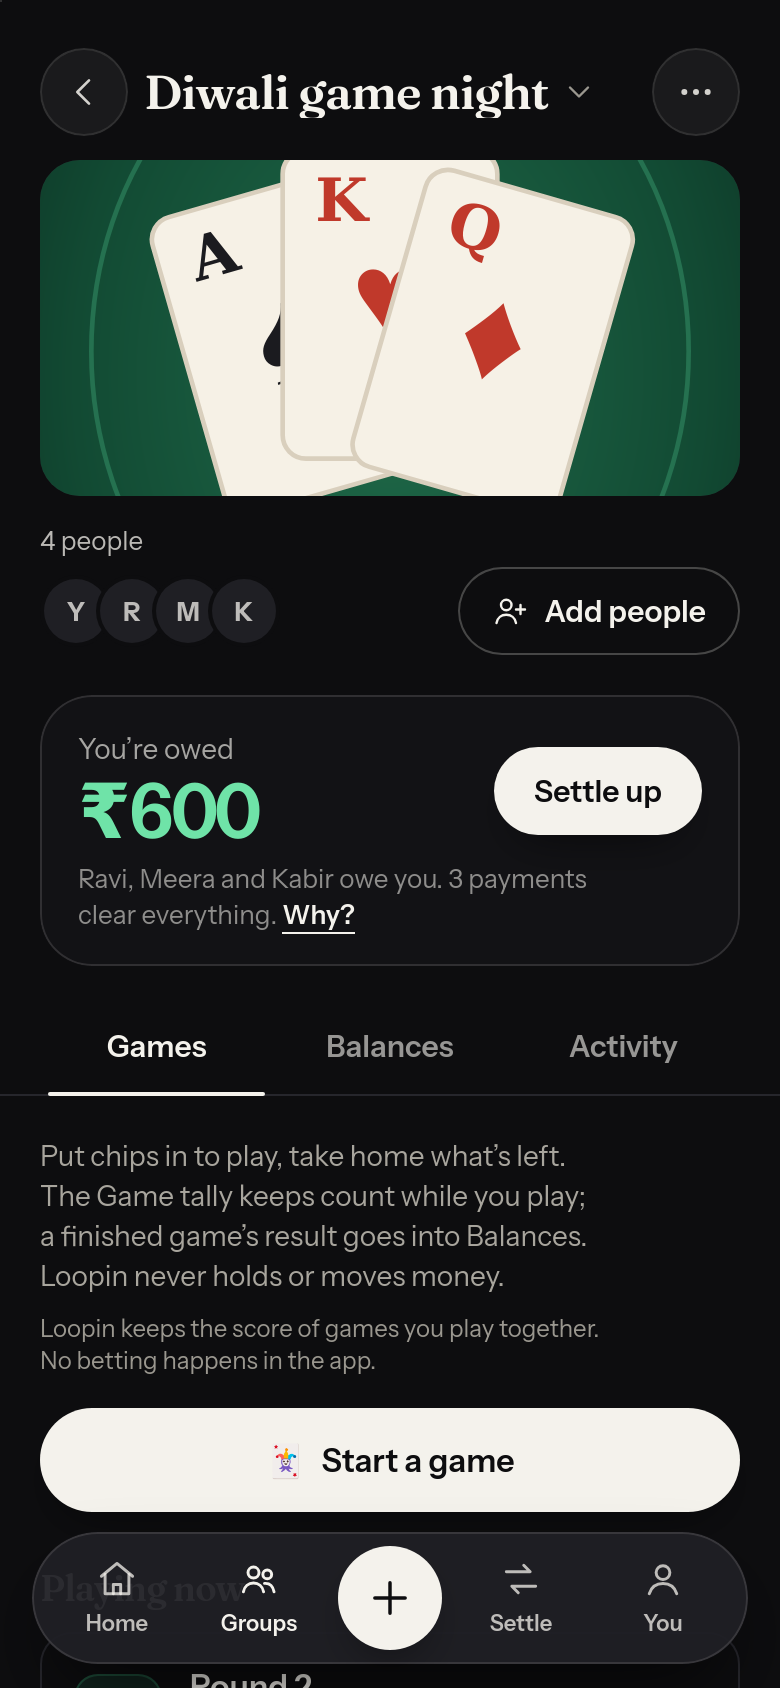 Diwali game night
A
K
Q
4 people
Y R M K
Add people
You’re owed
₹600
Settle up
Ravi, Meera and Kabir owe you. 3 payments
clear everything. Why?
Games Balances Activity
Put chips in to play, take home what’s left.
The Game tally keeps count while you play;
a finished game’s result goes into Balances.
Loopin never holds or moves money.
Loopin keeps the score of games you play together.
No betting happens in the app.
Start a game
Playing now
Home Groups Settle You
Round 2